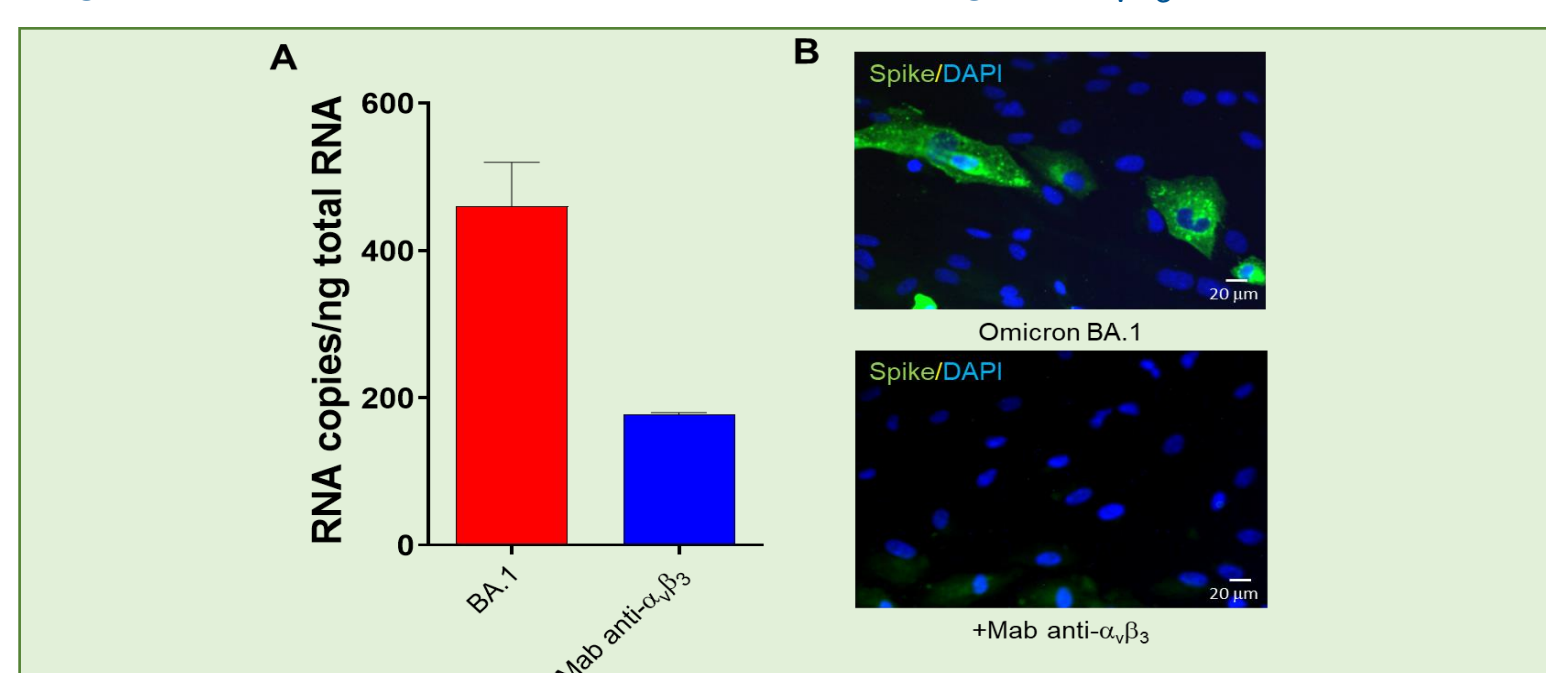 A
RNA copies/ng total RNA
600
400
200
0
BA.1
Mab anti-αvβ3
B
Spike/DAPI
20 μm
Omicron BA.1
Spike/DAPI
20 μm
+Mab anti-αvβ3